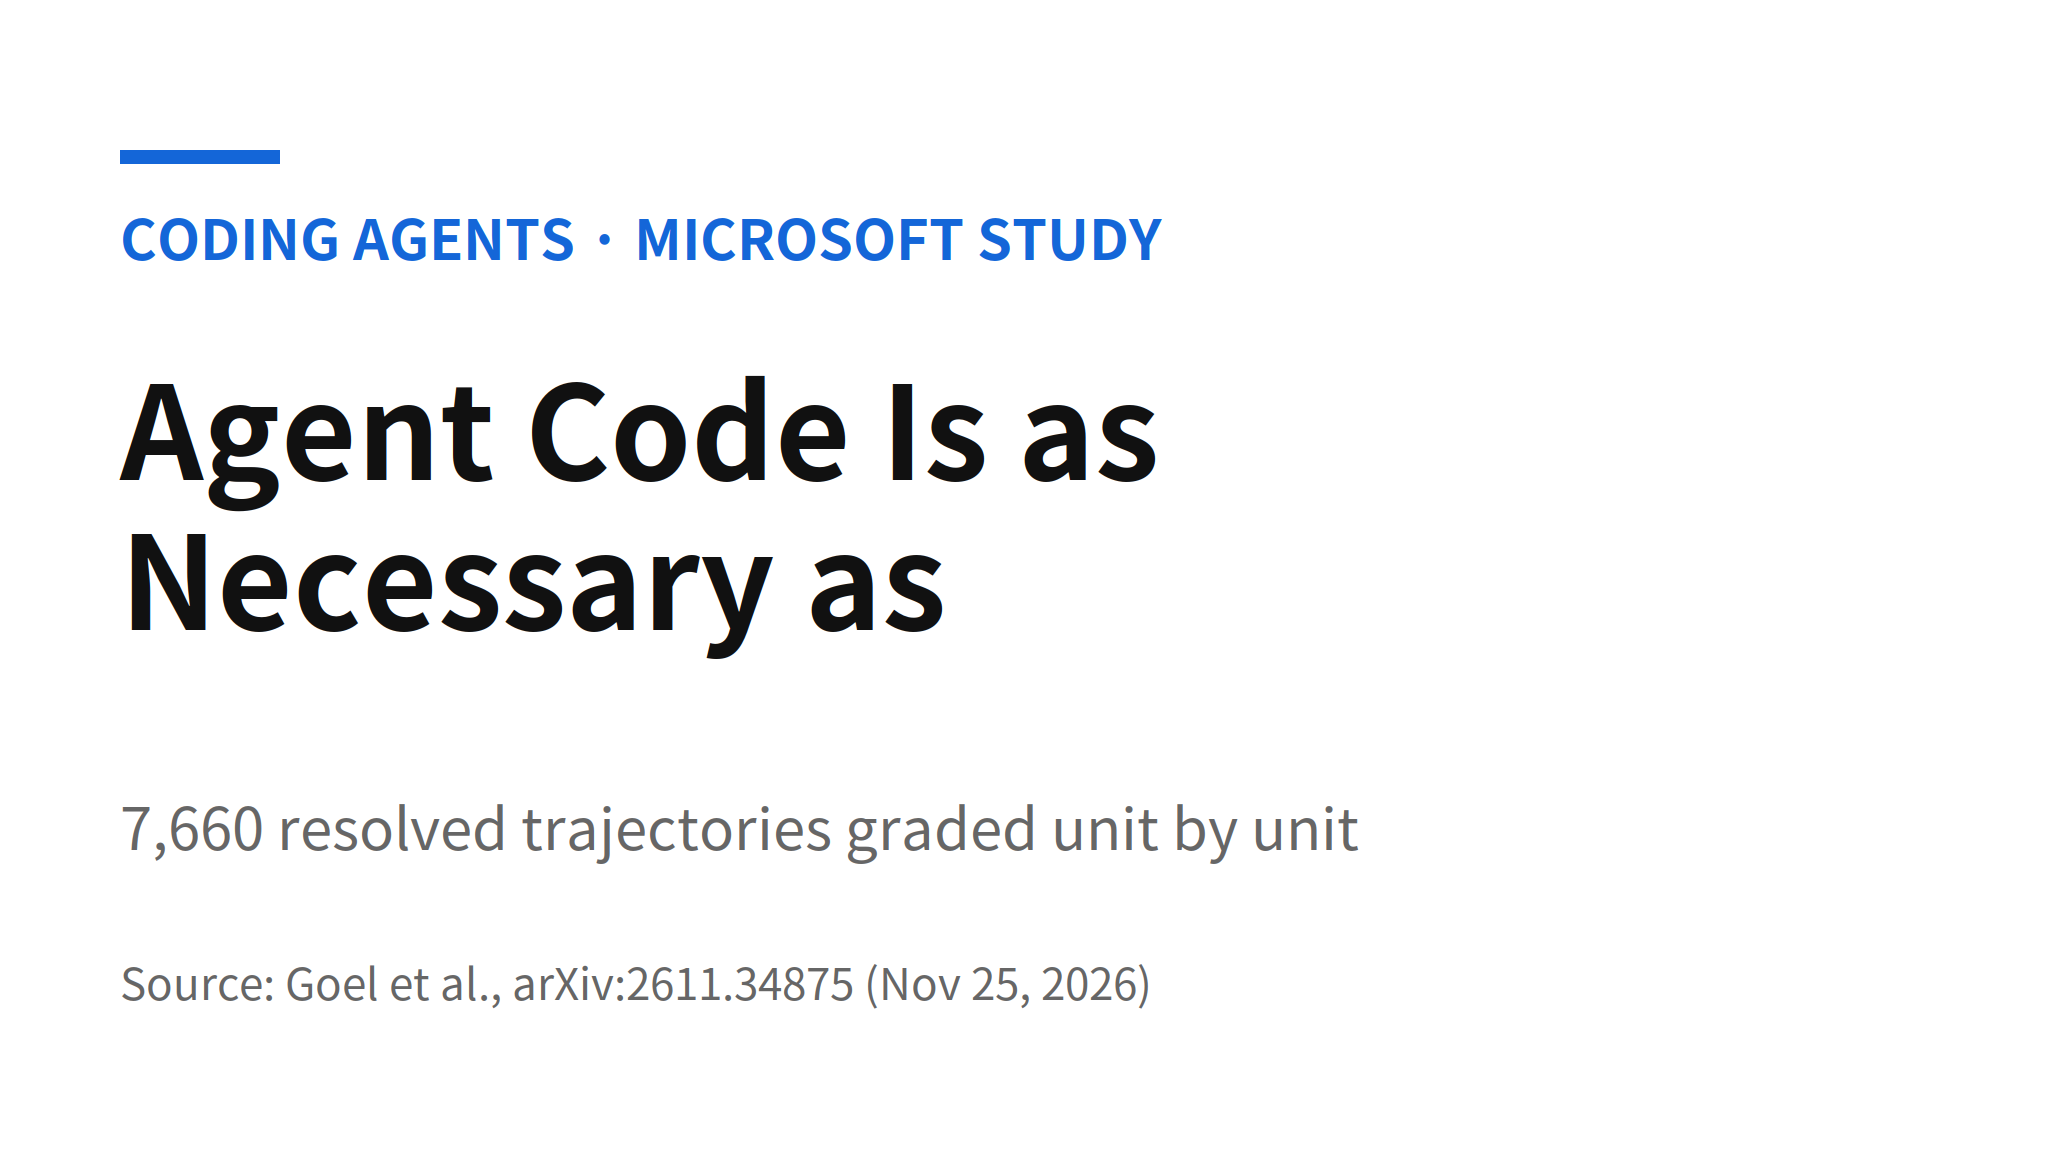 CODING AGENTS · MICROSOFT STUDY
Agent Code Is as
Necessary as
7,660 resolved trajectories graded unit by unit
Source: Goel et al., arXiv:2611.34875 (Nov 25, 2026)